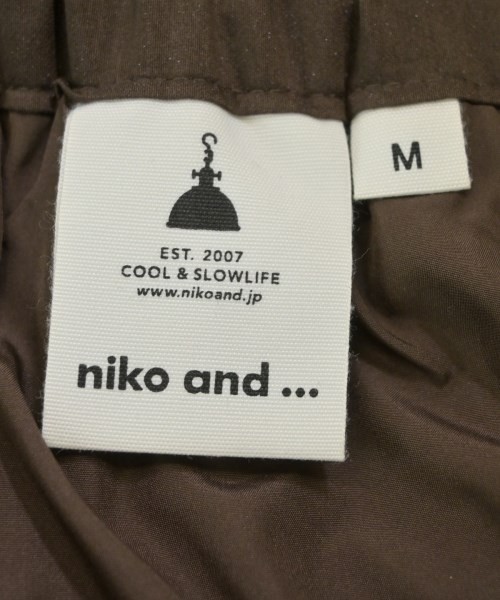 EST. 2007
COOL & SLOWLIFE
www.nikoand.jp
niko and ...
M